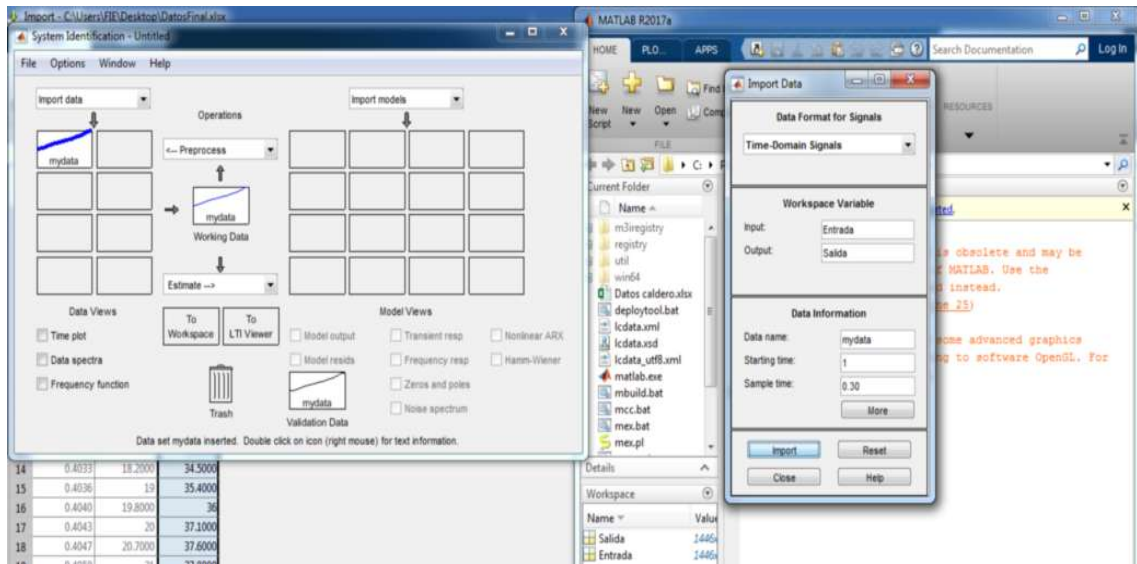 Import - C:\Users\FIE\Desktop\DatosFinal.xlsx
System Identification - Untitled
File Options Window Help
Import data
Import models
Operations
<-- Preprocess
mydata
mydata
Working Data
Estimate -->
Data Views
To Workspace
To LTI Viewer
Model Views
Time plot
Data spectra
Frequency function
Model output
Transient resp
Nonlinear ARX
Model resids
Frequency resp
Hamm-Wiener
Zeros and poles
Noise spectrum
Trash
mydata
Validation Data
Data set mydata inserted. Double click on icon (right mouse) for text information.
14 0.4033 18.2000 34.5000
15 0.4036 19 35.4000
16 0.4040 19.8000 36
17 0.4043 20 37.1000
18 0.4047 20.7000 37.6000
MATLAB R2017a
HOME PLO... APPS
Search Documentation
Log In
New Script
New
Open
Find
Comp
FILE
RESOURCES
C:
Current Folder
Name
m3iregistry
registry
util
win64
Datos caldero.xlsx
deploytool.bat
lcdata.xml
lcdata.xsd
lcdata_utf8.xml
matlab.exe
mbuild.bat
mcc.bat
mex.bat
mex.pl
Details
Workspace
Name Value
Salida 1446
Entrada 1446
Import Data
Data Format for Signals
Time-Domain Signals
Workspace Variable
Input: Entrada
Output: Salida
Data Information
Data name: mydata
Starting time: 1
Sample time: 0.30
More
Import Reset
Close Help
is obsolete and may be
MATLAB. Use the
instead.
25)
some advanced graphics
to software OpenGL. For